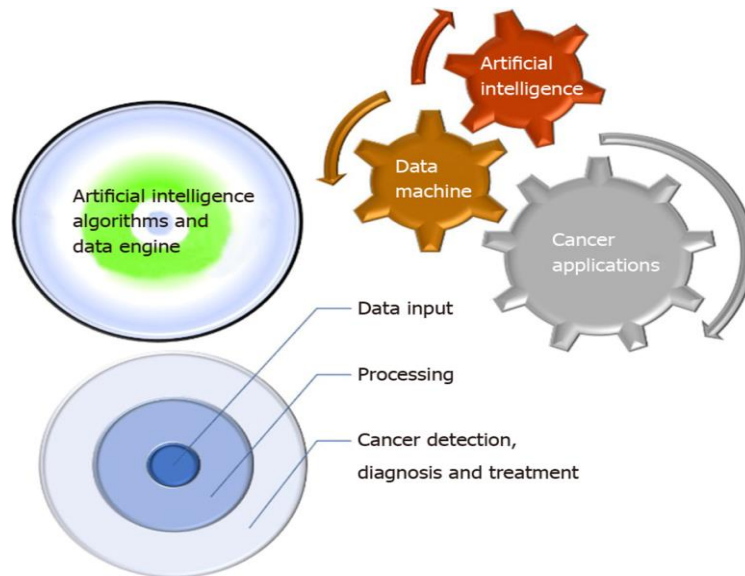 Artificial
intelligence
Data
machine
Cancer
applications
Artificial intelligence
algorithms and
data engine
Data input
Processing
Cancer detection,
diagnosis and treatment